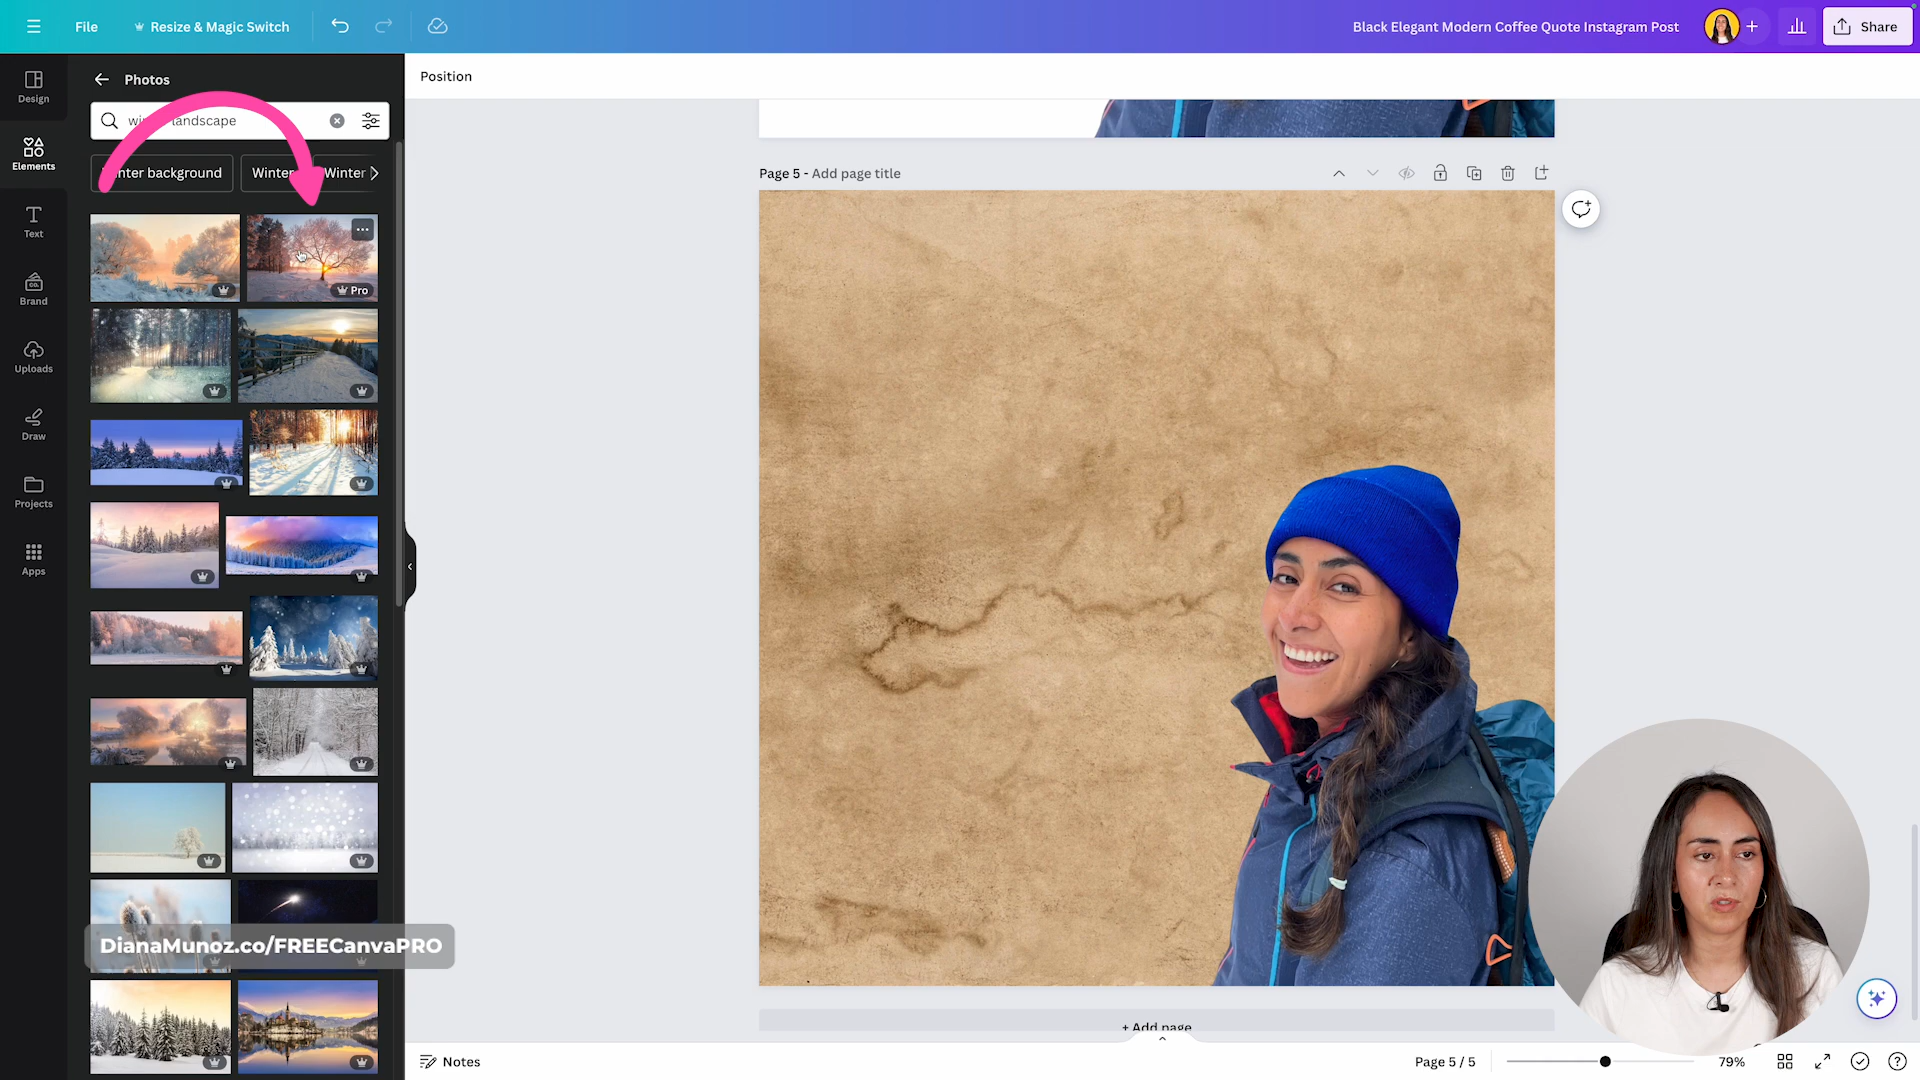 File
Resize & Magic Switch
Black Elegant Modern Coffee Quote Instagram Post
Share
Design
Elements
Text
Brand
Uploads
Draw
Projects
Apps
Photos
landscape
Winter
Winter
Pro
Position
Page 5 - Add page title
+ Add page
DianaMunoz.co/FREECanvaPRO
Notes
Page 5 / 5
79%